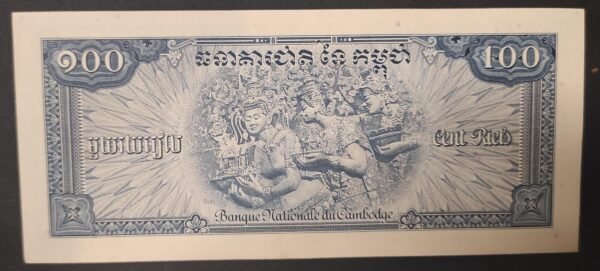 ១០០ ធនាគារជាតិ នៃ កម្ពុជា 100
មួយរយរៀល Cent Riels
Banque Nationale du Cambodge